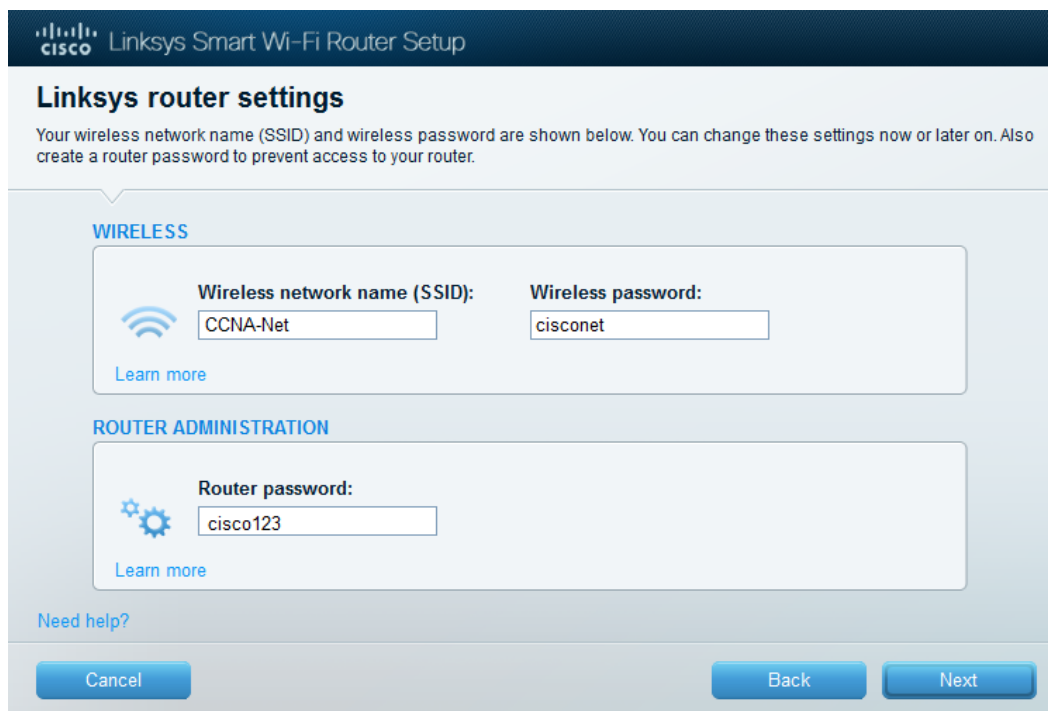 CISCO Linksys Smart Wi-Fi Router Setup
Linksys router settings
Your wireless network name (SSID) and wireless password are shown below. You can change these settings now or later on. Also
create a router password to prevent access to your router.
WIRELESS
Wireless network name (SSID): Wireless password:
CCNA-Net cisconet
Learn more
ROUTER ADMINISTRATION
Router password:
cisco123
Learn more
Need help?
Cancel Back Next